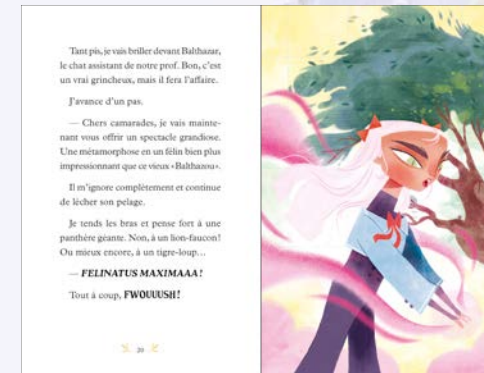 Tant pis, je vais briller devant Balthazar,
le chat assistant de notre prof. Bon, c'est
un vrai grincheux, mais il fera l'affaire.
J'avance d'un pas.
— Chers camarades, je vais mainte-
nant vous offrir un spectacle grandiose.
Une métamorphose en un félin bien plus
impressionnant que ce vieux «Balthazou».
Il m'ignore complètement et continue
de lécher son pelage.
Je tends les bras et pense fort à une
panthère géante. Non, à un lion-faucon!
Ou mieux encore, à un tigre-loup…
— FELINATUS MAXIMAAA!
Tout à coup, FWOUUUSH!
20